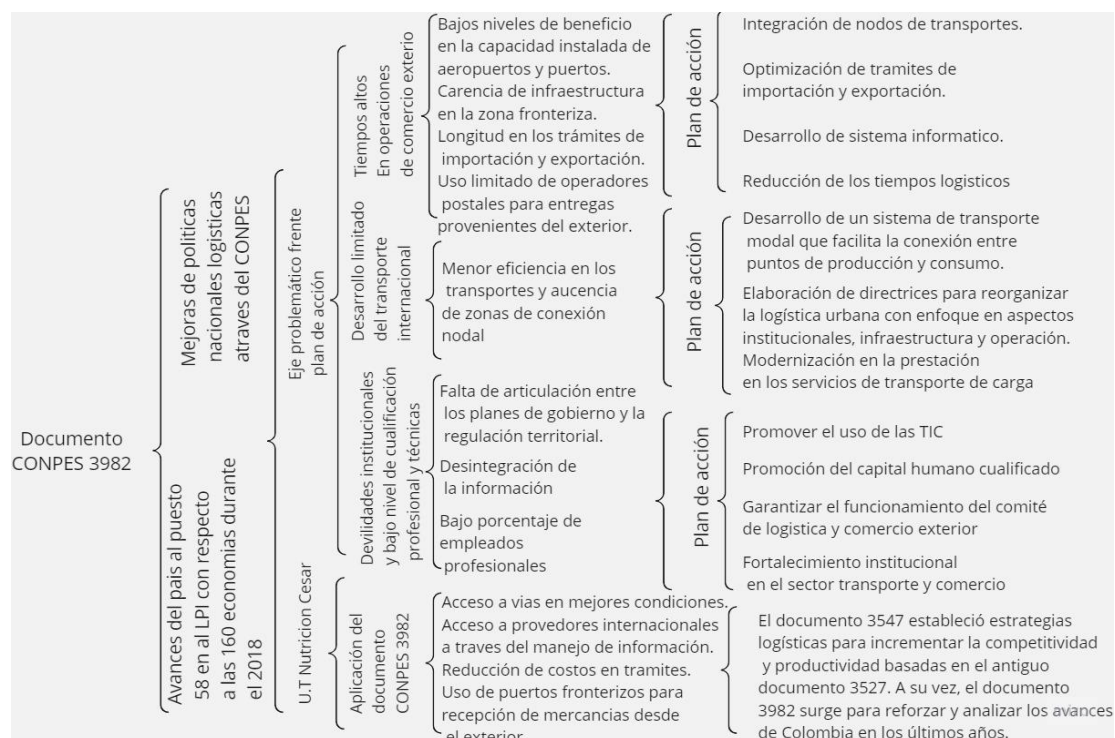 Documento
CONPES 3982
Mejoras de politicas
nacionales logisticas
atraves del CONPES
Avances del pais al puesto
58 en al LPI con respecto
a las 160 economias durante
el 2018
Eje problemático frente
plan de acción
Tiempos altos
En operaciones
de comercio exterio
Bajos niveles de beneficio
en la capacidad instalada de
aeropuertos y puertos.
Carencia de infraestructura
en la zona fronteriza.
Longitud en los trámites de
importación y exportación.
Uso limitado de operadores
postales para entregas
provenientes del exterior.
Plan de acción
Integración de nodos de transportes.
Optimización de tramites de
importación y exportación.
Desarrollo de sistema informatico.
Reducción de los tiempos logisticos
Desarrollo limitado
del transporte
internacional
Menor eficiencia en los
transportes y aucencia
de zonas de conexión
nodal
Plan de acción
Desarrollo de un sistema de transporte
modal que facilita la conexión entre
puntos de producción y consumo.
Elaboración de directrices para reorganizar
la logística urbana con enfoque en aspectos
institucionales, infraestructura y operación.
Modernización en la prestación
en los servicios de transporte de carga
Devilidades institucionales
y bajo nivel de cualificación
profesional y técnicas
Falta de articulación entre
los planes de gobierno y la
regulación territorial.
Desintegración de
la información
Bajo porcentaje de
empleados
profesionales
Plan de acción
Promover el uso de las TIC
Promoción del capital humano cualificado
Garantizar el funcionamiento del comité
de logistica y comercio exterior
Fortalecimiento institucional
en el sector transporte y comercio
U.T Nutricion Cesar
Aplicación del
documento
CONPES 3982
Acceso a vias en mejores condiciones.
Acceso a provedores internacionales
a traves del manejo de información.
Reducción de costos en tramites.
Uso de puertos fronterizos para
recepción de mercancias desde
el exterior
El documento 3547 estableció estrategias
logísticas para incrementar la competitividad
y productividad basadas en el antiguo
documento 3527. A su vez, el documento
3982 surge para reforzar y analizar los avances
de Colombia en los últimos años.